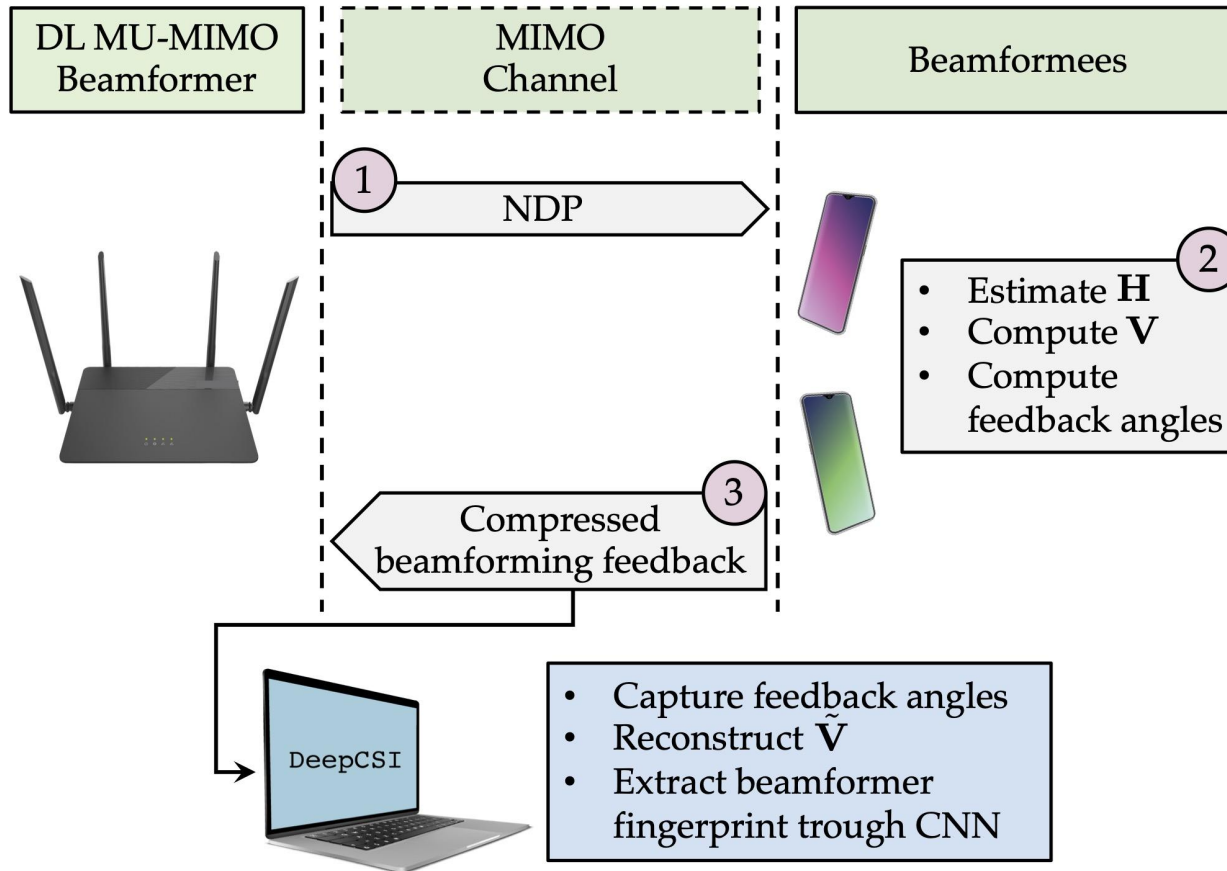 DL MU-MIMO
Beamformer
MIMO
Channel
Beamformees
1
NDP
2
• Estimate H
• Compute V
• Compute
feedback angles
3
Compressed
beamforming feedback
DeepCSI
• Capture feedback angles
• Reconstruct Ṽ
• Extract beamformer
fingerprint trough CNN